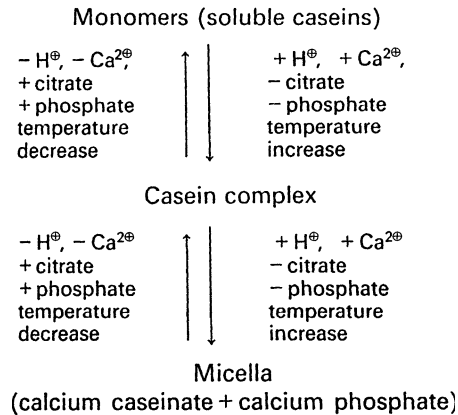 Monomers (soluble caseins)
− H⊕, − Ca²⊕, + H⊕, + Ca²⊕,
+ citrate − citrate
+ phosphate − phosphate
temperature temperature
decrease increase
Casein complex
− H⊕, − Ca²⊕ + H⊕, + Ca²⊕
+ citrate − citrate
+ phosphate − phosphate
temperature temperature
decrease increase
Micella
(calcium caseinate + calcium phosphate)